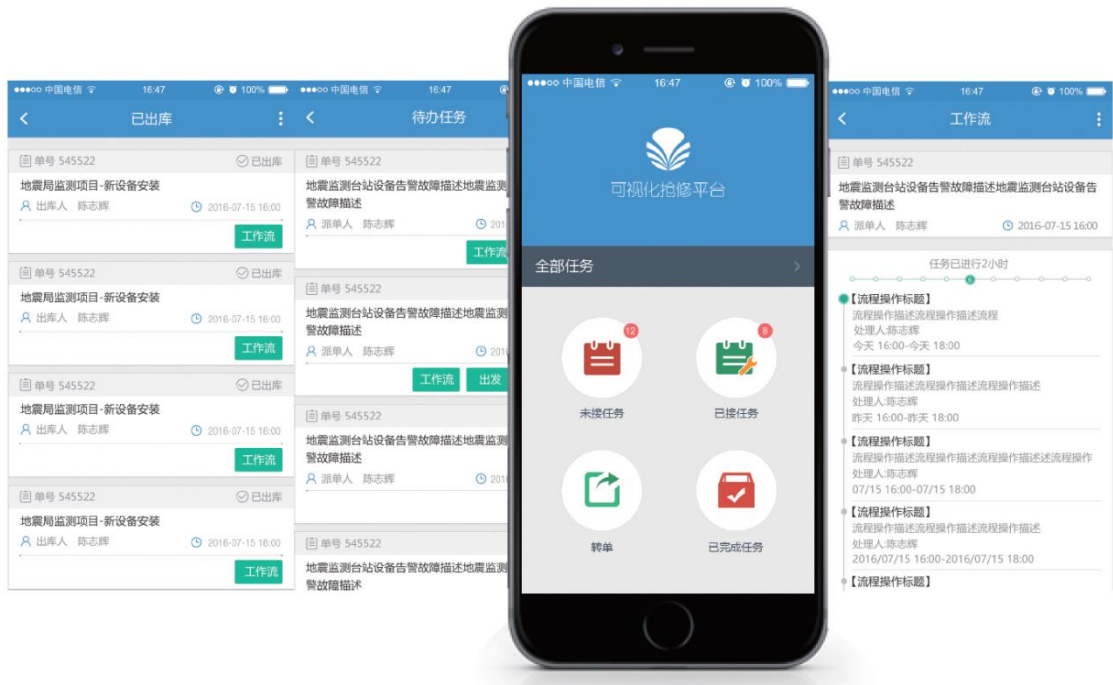 中国电信 16:47 100%
已出库
单号 545522 已出库
地震局监测项目-新设备安装
出库人 陈志辉 2016-07-15 16:00
工作流
单号 545522 已出库
地震局监测项目-新设备安装
出库人 陈志辉 2016-07-15 16:00
工作流
单号 545522 已出库
地震局监测项目-新设备安装
出库人 陈志辉 2016-07-15 16:00
工作流
单号 545522 已出库
地震局监测项目-新设备安装
出库人 陈志辉 2016-07-15 16:00
工作流
中国电信 16:47
待办任务
单号 545522
地震监测台站设备告警故障描述地震监测
警故障描述
派单人 陈志辉 201
工作流
单号 545522
地震监测台站设备告警故障描述地震监测
警故障描述
派单人 陈志辉 201
工作流 出发
单号 545522
地震监测台站设备告警故障描述地震监测
警故障描述
派单人 陈志辉 201
单号 545522
地震监测台站设备告警故障描述地震监测
警故障描述
中国电信 16:47 100%
可视化抢修平台
全部任务
12 8
未接任务 已接任务
转单 已完成任务
中国电信 16:47 100%
工作流
单号 545522
地震监测台站设备告警故障描述地震监测台站设备告
警故障描述
派单人 陈志辉 2016-07-15 16:00
任务已进行2小时
6
【流程操作标题】
流程操作描述流程操作描述流程
处理人:陈志辉
今天 16:00-今天 18:00
【流程操作标题】
流程操作描述流程操作描述流程操作描述
处理人:陈志辉
昨天 16:00-昨天 18:00
【流程操作标题】
流程操作描述流程操作描述流程操作描述述流程操作
处理人:陈志辉
07/15 16:00-07/15 18:00
【流程操作标题】
流程操作描述流程操作描述流程操作描述
处理人:陈志辉
2016/07/15 16:00-2016/07/15 18:00
【流程操作标题】